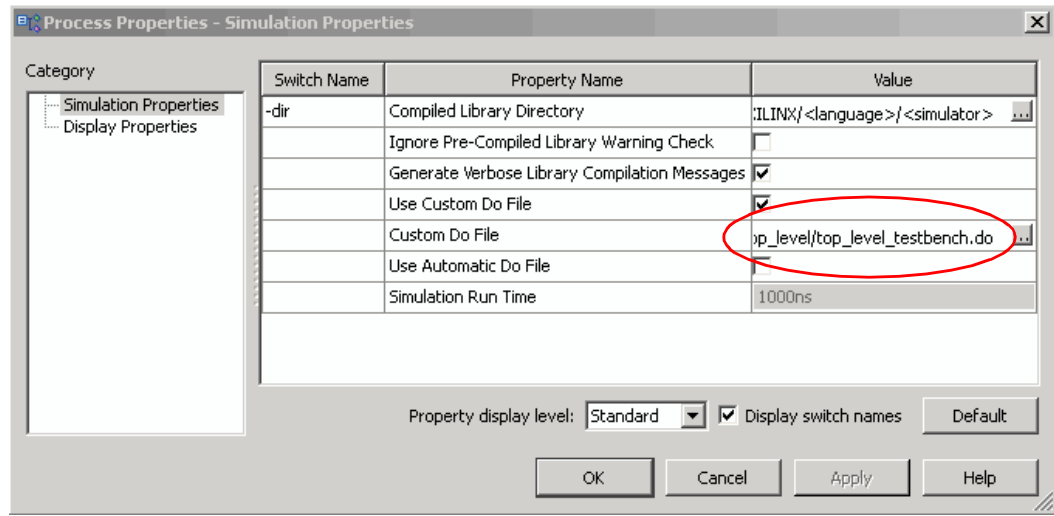 Process Properties - Simulation Properties
Category
Simulation Properties
Display Properties
Switch Name Property Name Value
-dir Compiled Library Directory ILINX/<language>/<simulator> ...
Ignore Pre-Compiled Library Warning Check
Generate Verbose Library Compilation Messages
Use Custom Do File
Custom Do File op_level/top_level_testbench.do ...
Use Automatic Do File
Simulation Run Time 1000ns
Property display level: Standard Display switch names Default
OK Cancel Apply Help